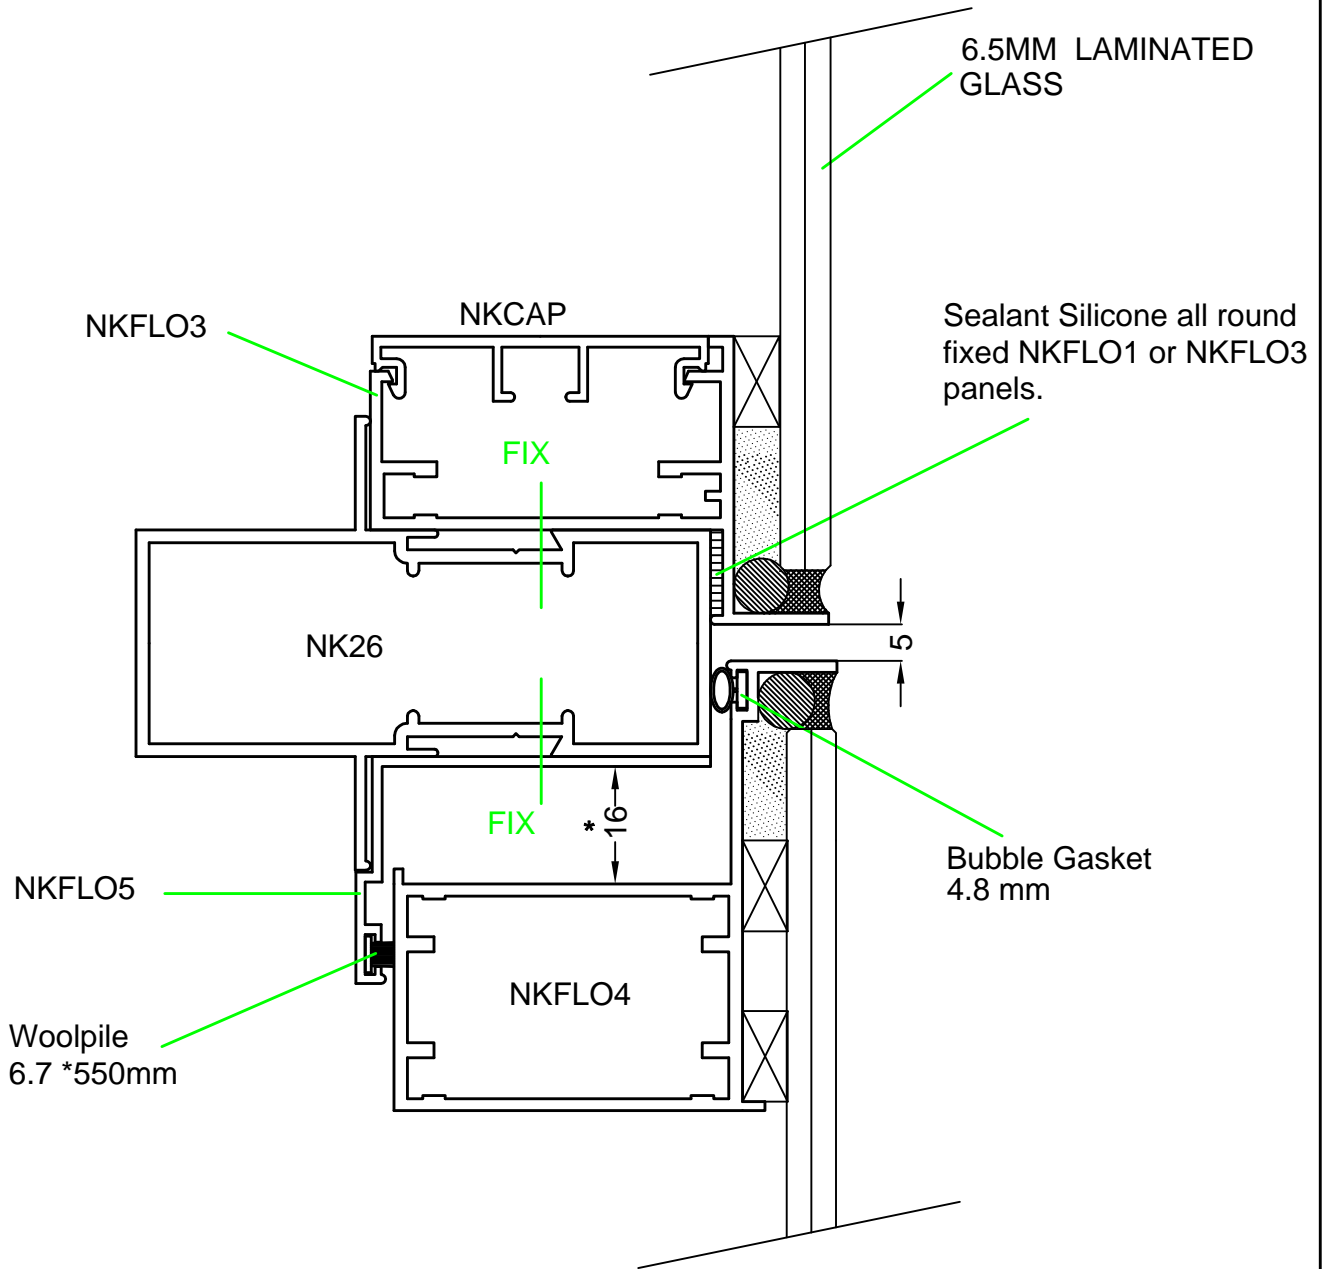 6.5MM LAMINATED
GLASS
NKCAP
NKFLO3
Sealant Silicone all round
fixed NKFLO1 or NKFLO3
panels.
FIX
NK26
5
FIX
* 16
Bubble Gasket
4.8 mm
NKFLO5
NKFLO4
Woolpile
6.7 *550mm